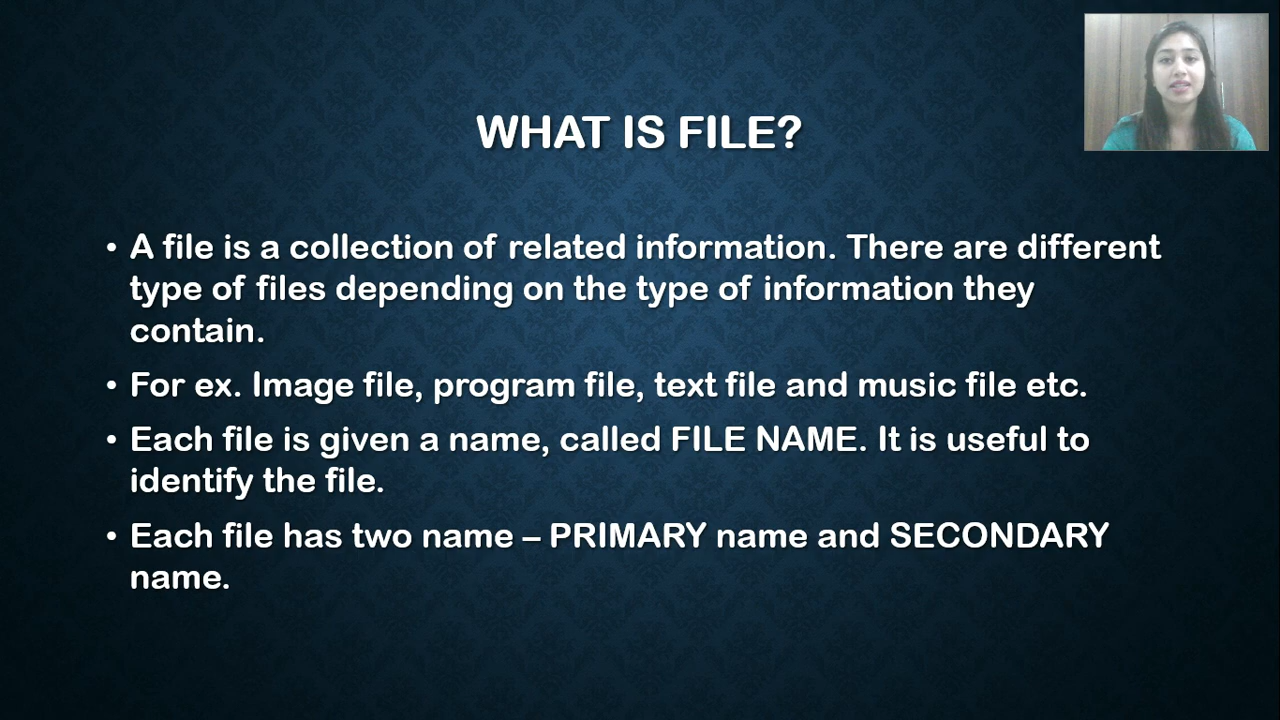 WHAT IS FILE?
• A file is a collection of related information. There are different
type of files depending on the type of information they
contain.
• For ex. Image file, program file, text file and music file etc.
• Each file is given a name, called FILE NAME. It is useful to
identify the file.
• Each file has two name – PRIMARY name and SECONDARY
name.